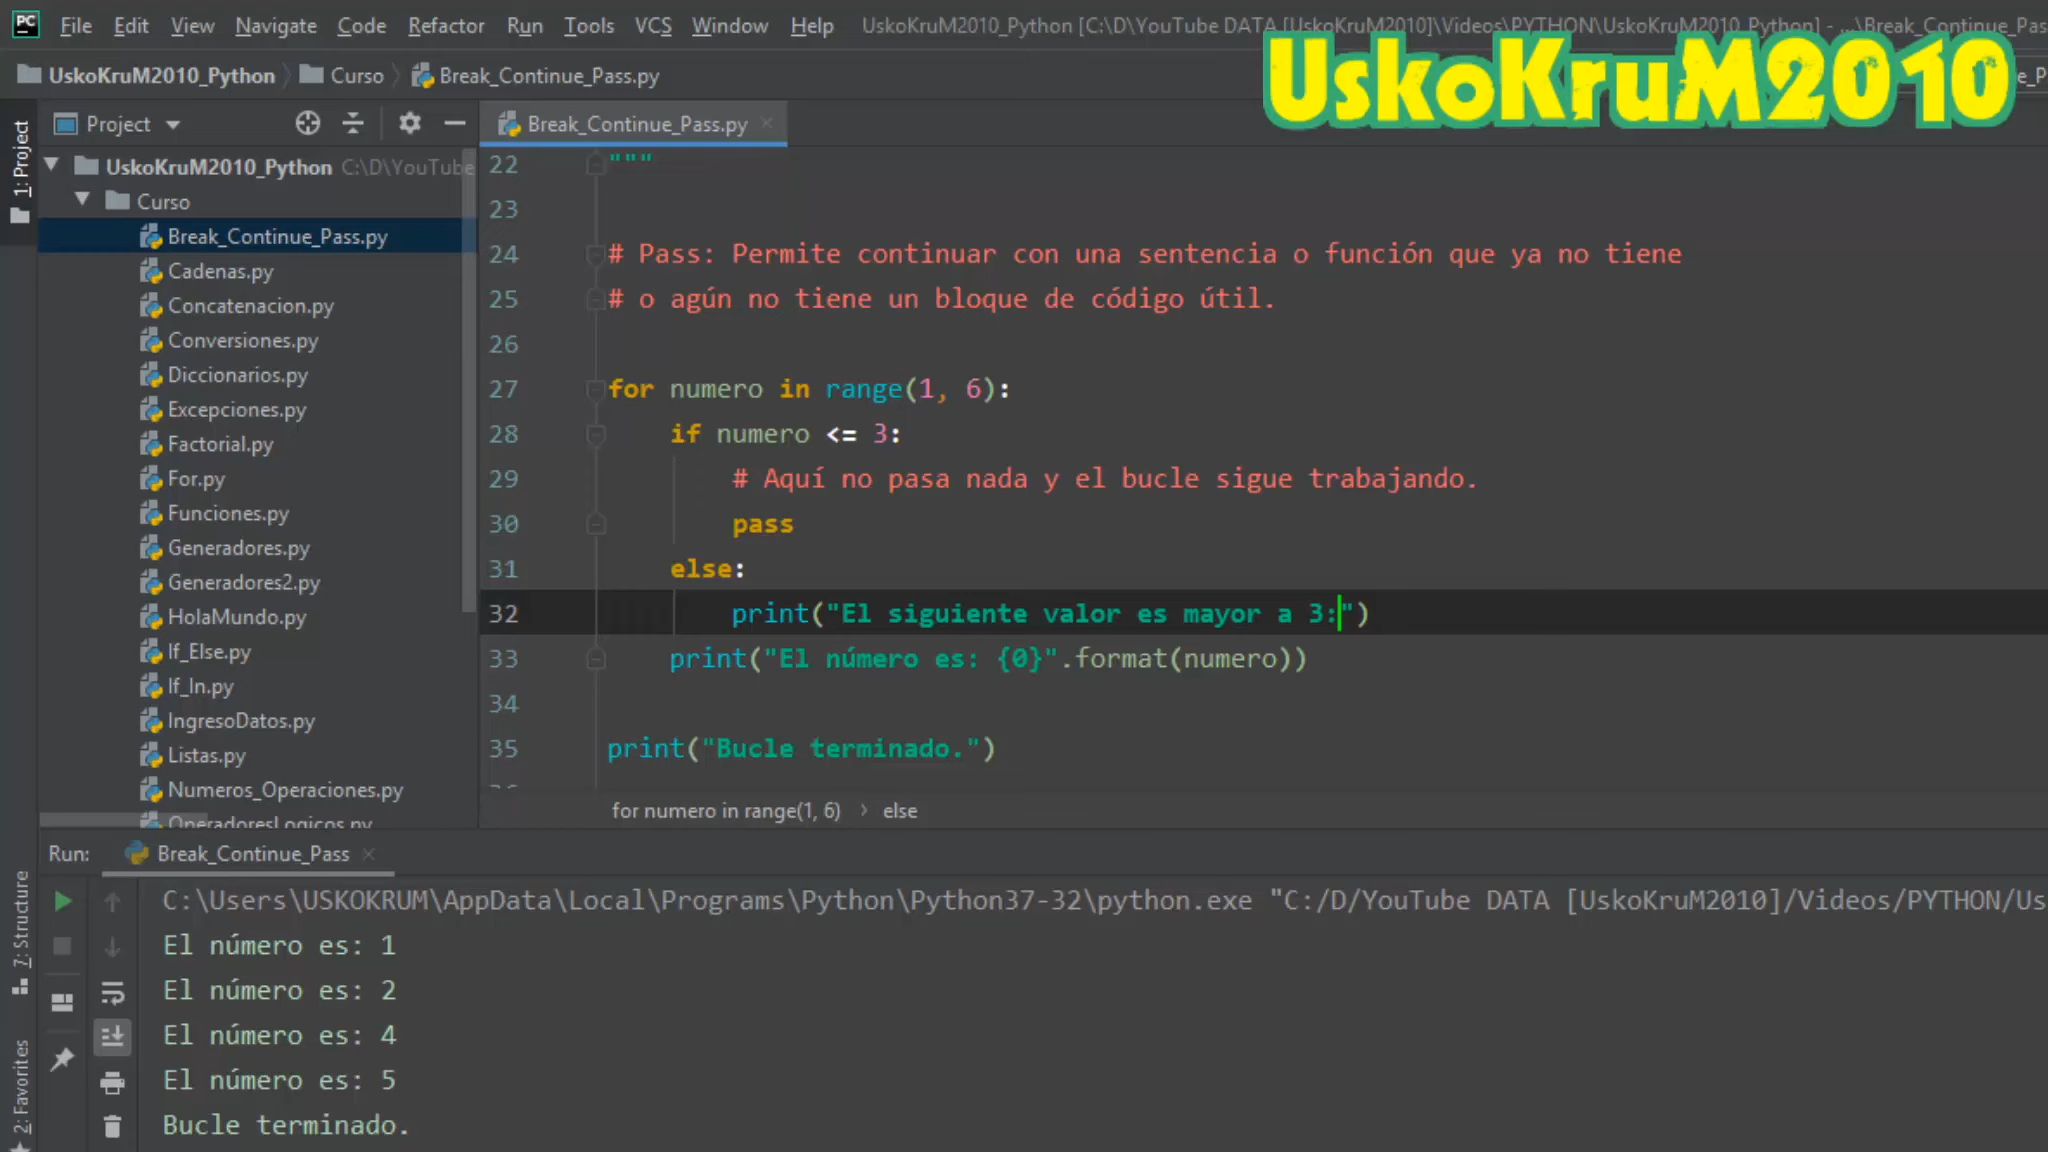 PC File Edit View Navigate Code Refactor Run Tools VCS Window Help UskoKruM2010_Python [C:\D\YouTube DATA [UskoKruM2010]\Videos\PYTHON\UskoKruM2010_Python] - ...\Break_Continue_Pas
UskoKruM2010
UskoKruM2010_Python Curso Break_Continue_Pass.py
1: Project
Project
Break_Continue_Pass.py
UskoKruM2010_Python C:\D\YouTube
Curso
Break_Continue_Pass.py
Cadenas.py
Concatenacion.py
Conversiones.py
Diccionarios.py
Excepciones.py
Factorial.py
For.py
Funciones.py
Generadores.py
Generadores2.py
HolaMundo.py
If_Else.py
If_In.py
IngresoDatos.py
Listas.py
Numeros_Operaciones.py
OperadoresLogicos.py
22 """
23
24 # Pass: Permite continuar con una sentencia o función que ya no tiene
25 # o agún no tiene un bloque de código útil.
26
27 for numero in range(1, 6):
28 if numero <= 3:
29 # Aquí no pasa nada y el bucle sigue trabajando.
30 pass
31 else:
32 print("El siguiente valor es mayor a 3:")
33 print("El número es: {0}".format(numero))
34
35 print("Bucle terminado.")
for numero in range(1, 6) › else
Run: Break_Continue_Pass
7: Structure
2: Favorites
C:\Users\USKOKRUM\AppData\Local\Programs\Python\Python37-32\python.exe "C:/D/YouTube DATA [UskoKruM2010]/Videos/PYTHON/Us
El número es: 1
El número es: 2
El número es: 4
El número es: 5
Bucle terminado.